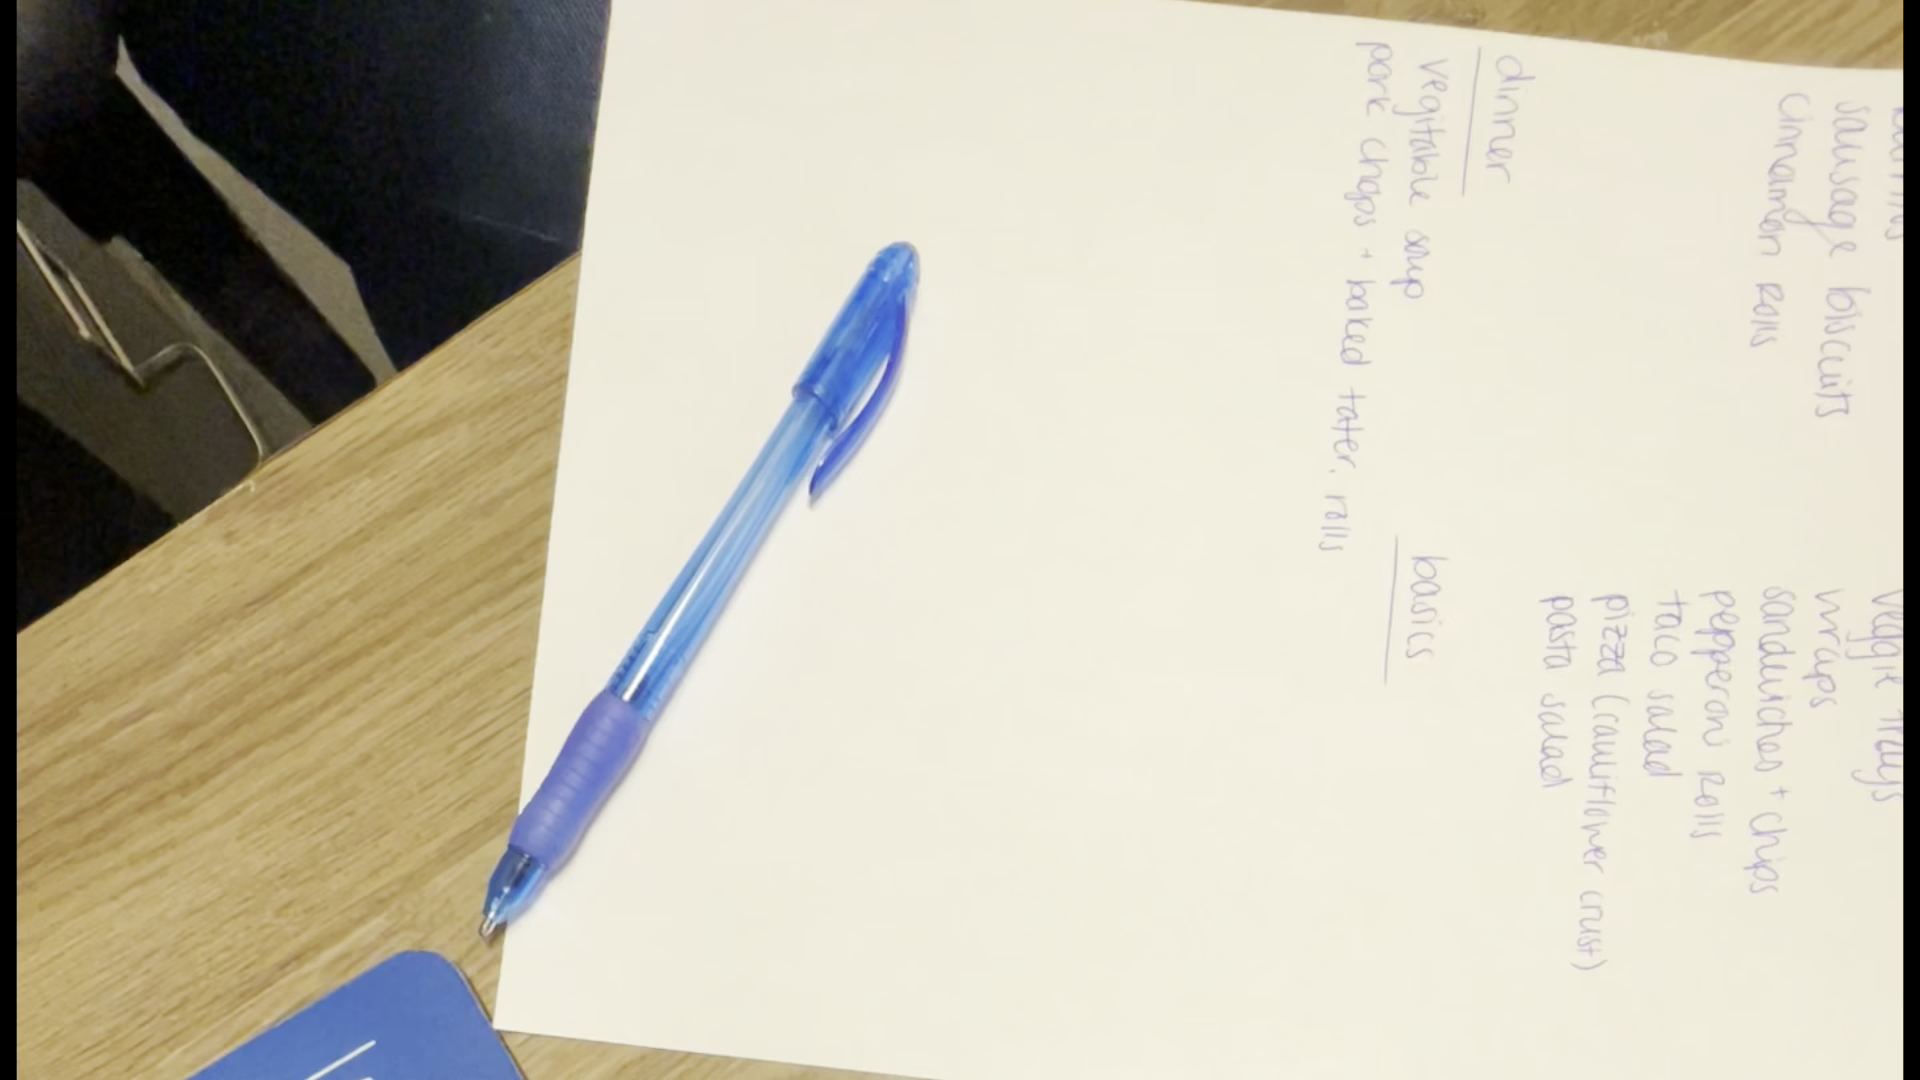 sausage biscuits
cinnamon rolls
veggie trays
wraps
sandwiches + chips
pepperoni rolls
taco salad
pizza (cauliflower crust)
pasta salad
dinner
vegitable soup
pork chops + baked tater, rolls
basics